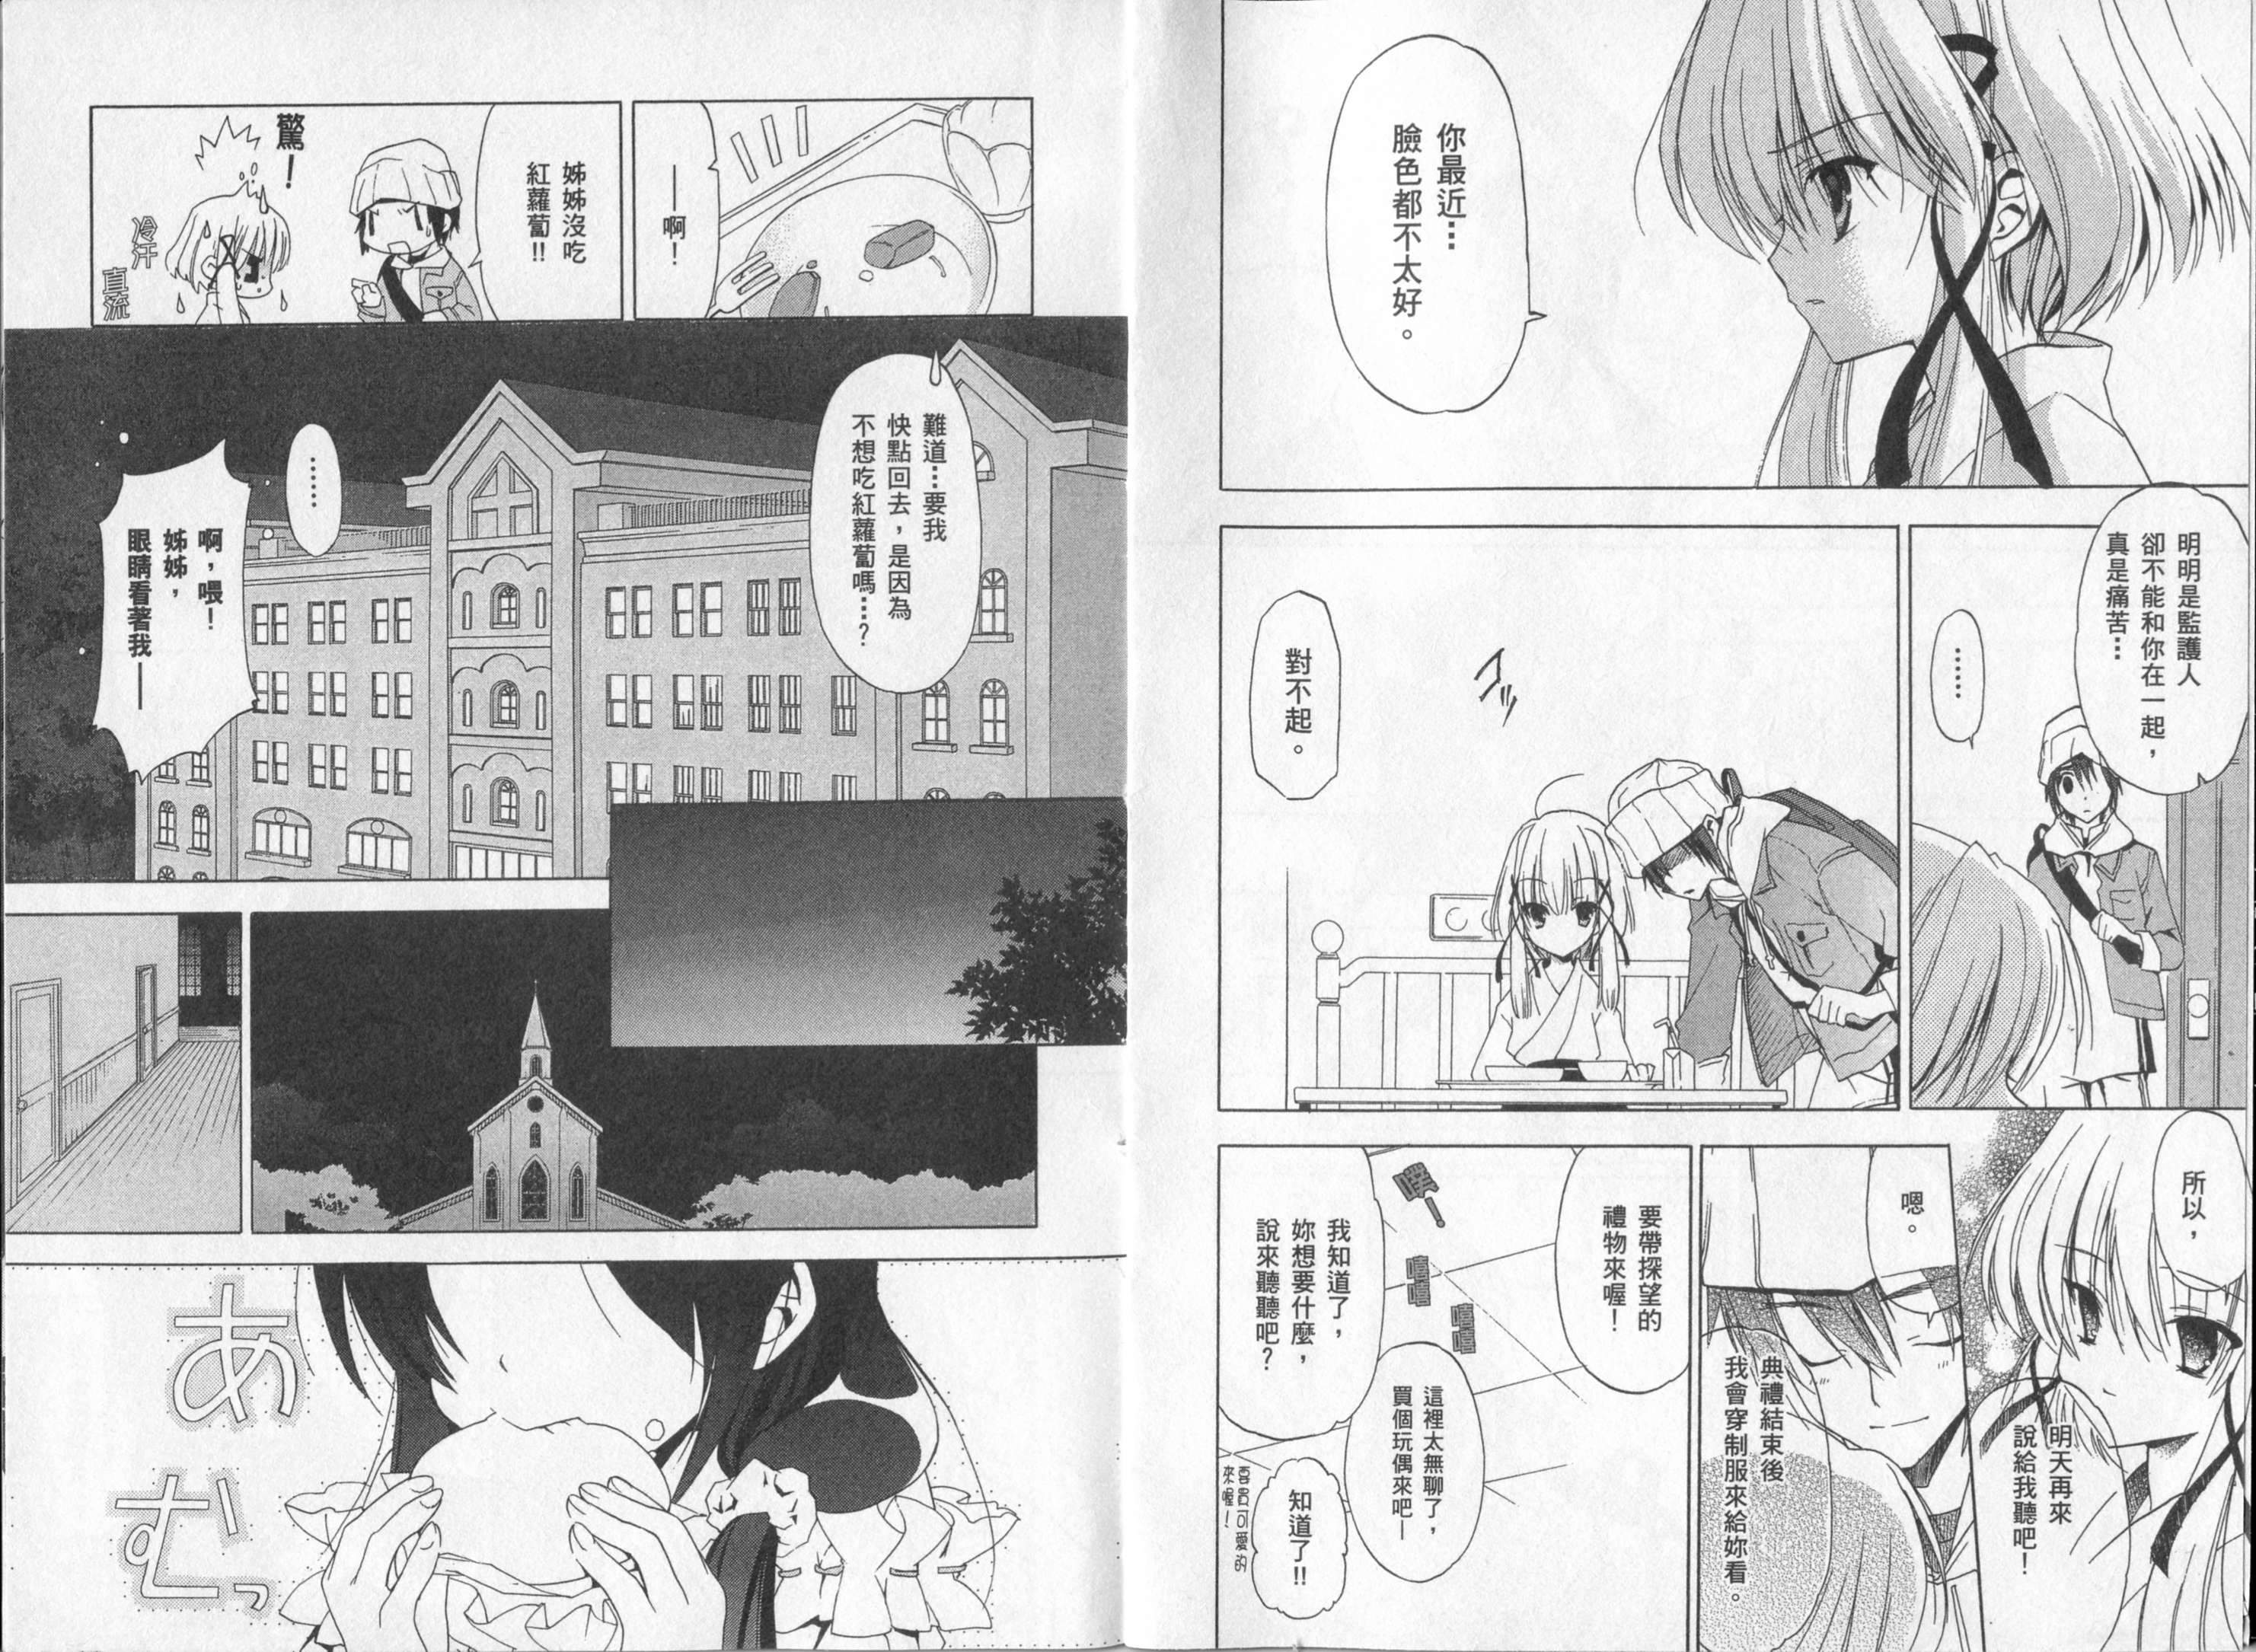 你最近…
臉色都不太好。
明明是監護人
卻不能和你在一起，
真是痛苦…
……
コツ
對不起。
所以，
明天再來
說給我聽吧！
嗯。
典禮結束後
我會穿制服來給妳看。
要帶探望的
禮物來喔！
噗！
嘻嘻
嘻嘻
我知道了，
妳想要什麼，
說來聽聽吧？
這裡太無聊了，
買個玩偶來吧—
知道了!!
要買可愛的
來喔！
——啊！
姊姊沒吃
紅蘿蔔!!
驚！
冷汗
直流
難道…要我
快點回去，是因為
不想吃紅蘿蔔嗎…？
……
啊，喂！
姊姊，
眼睛看著我——
あ
むっ